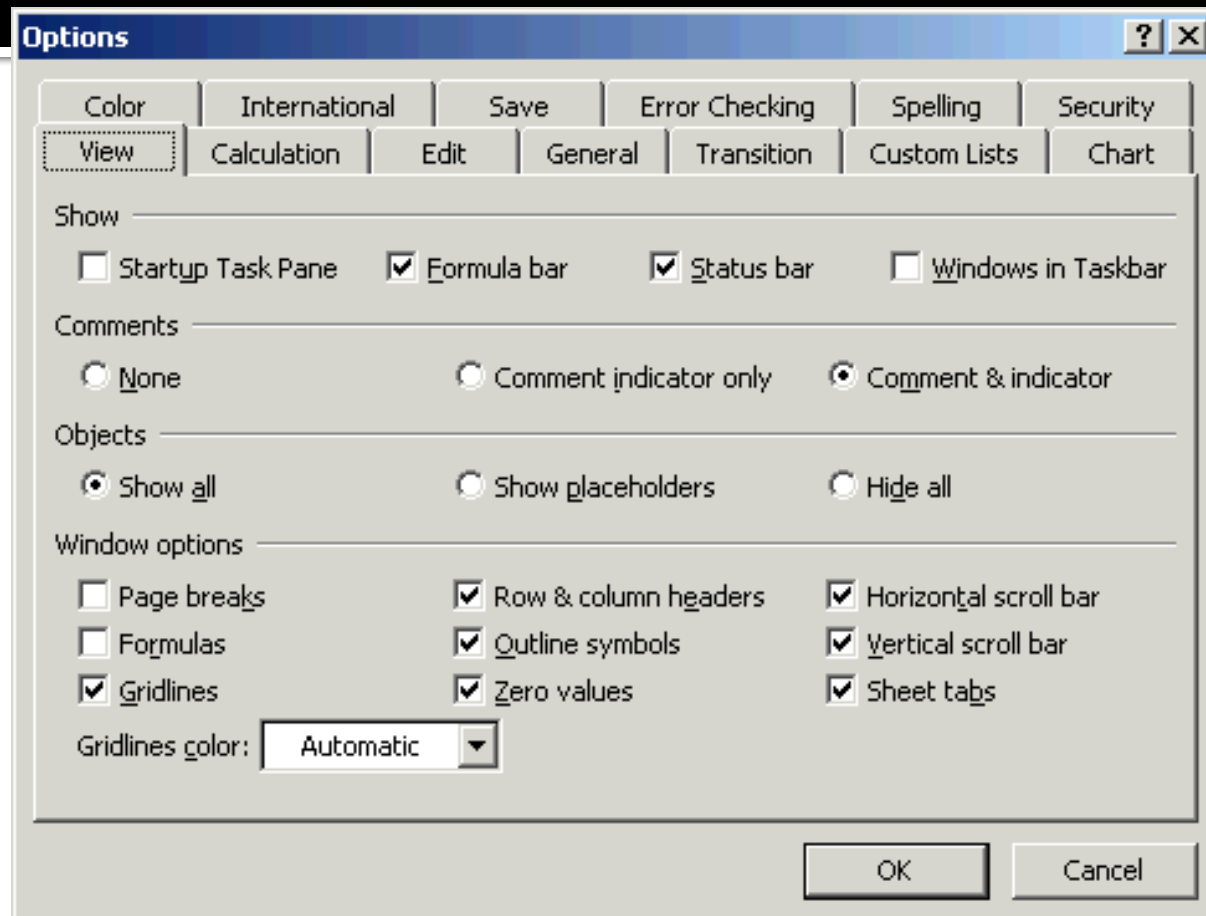 Options
Color International Save Error Checking Spelling Security
View Calculation Edit General Transition Custom Lists Chart
Show
Startup Task Pane Formula bar Status bar Windows in Taskbar
Comments
None Comment indicator only Comment & indicator
Objects
Show all Show placeholders Hide all
Window options
Page breaks Row & column headers Horizontal scroll bar
Formulas Outline symbols Vertical scroll bar
Gridlines Zero values Sheet tabs
Gridlines color: Automatic
OK Cancel